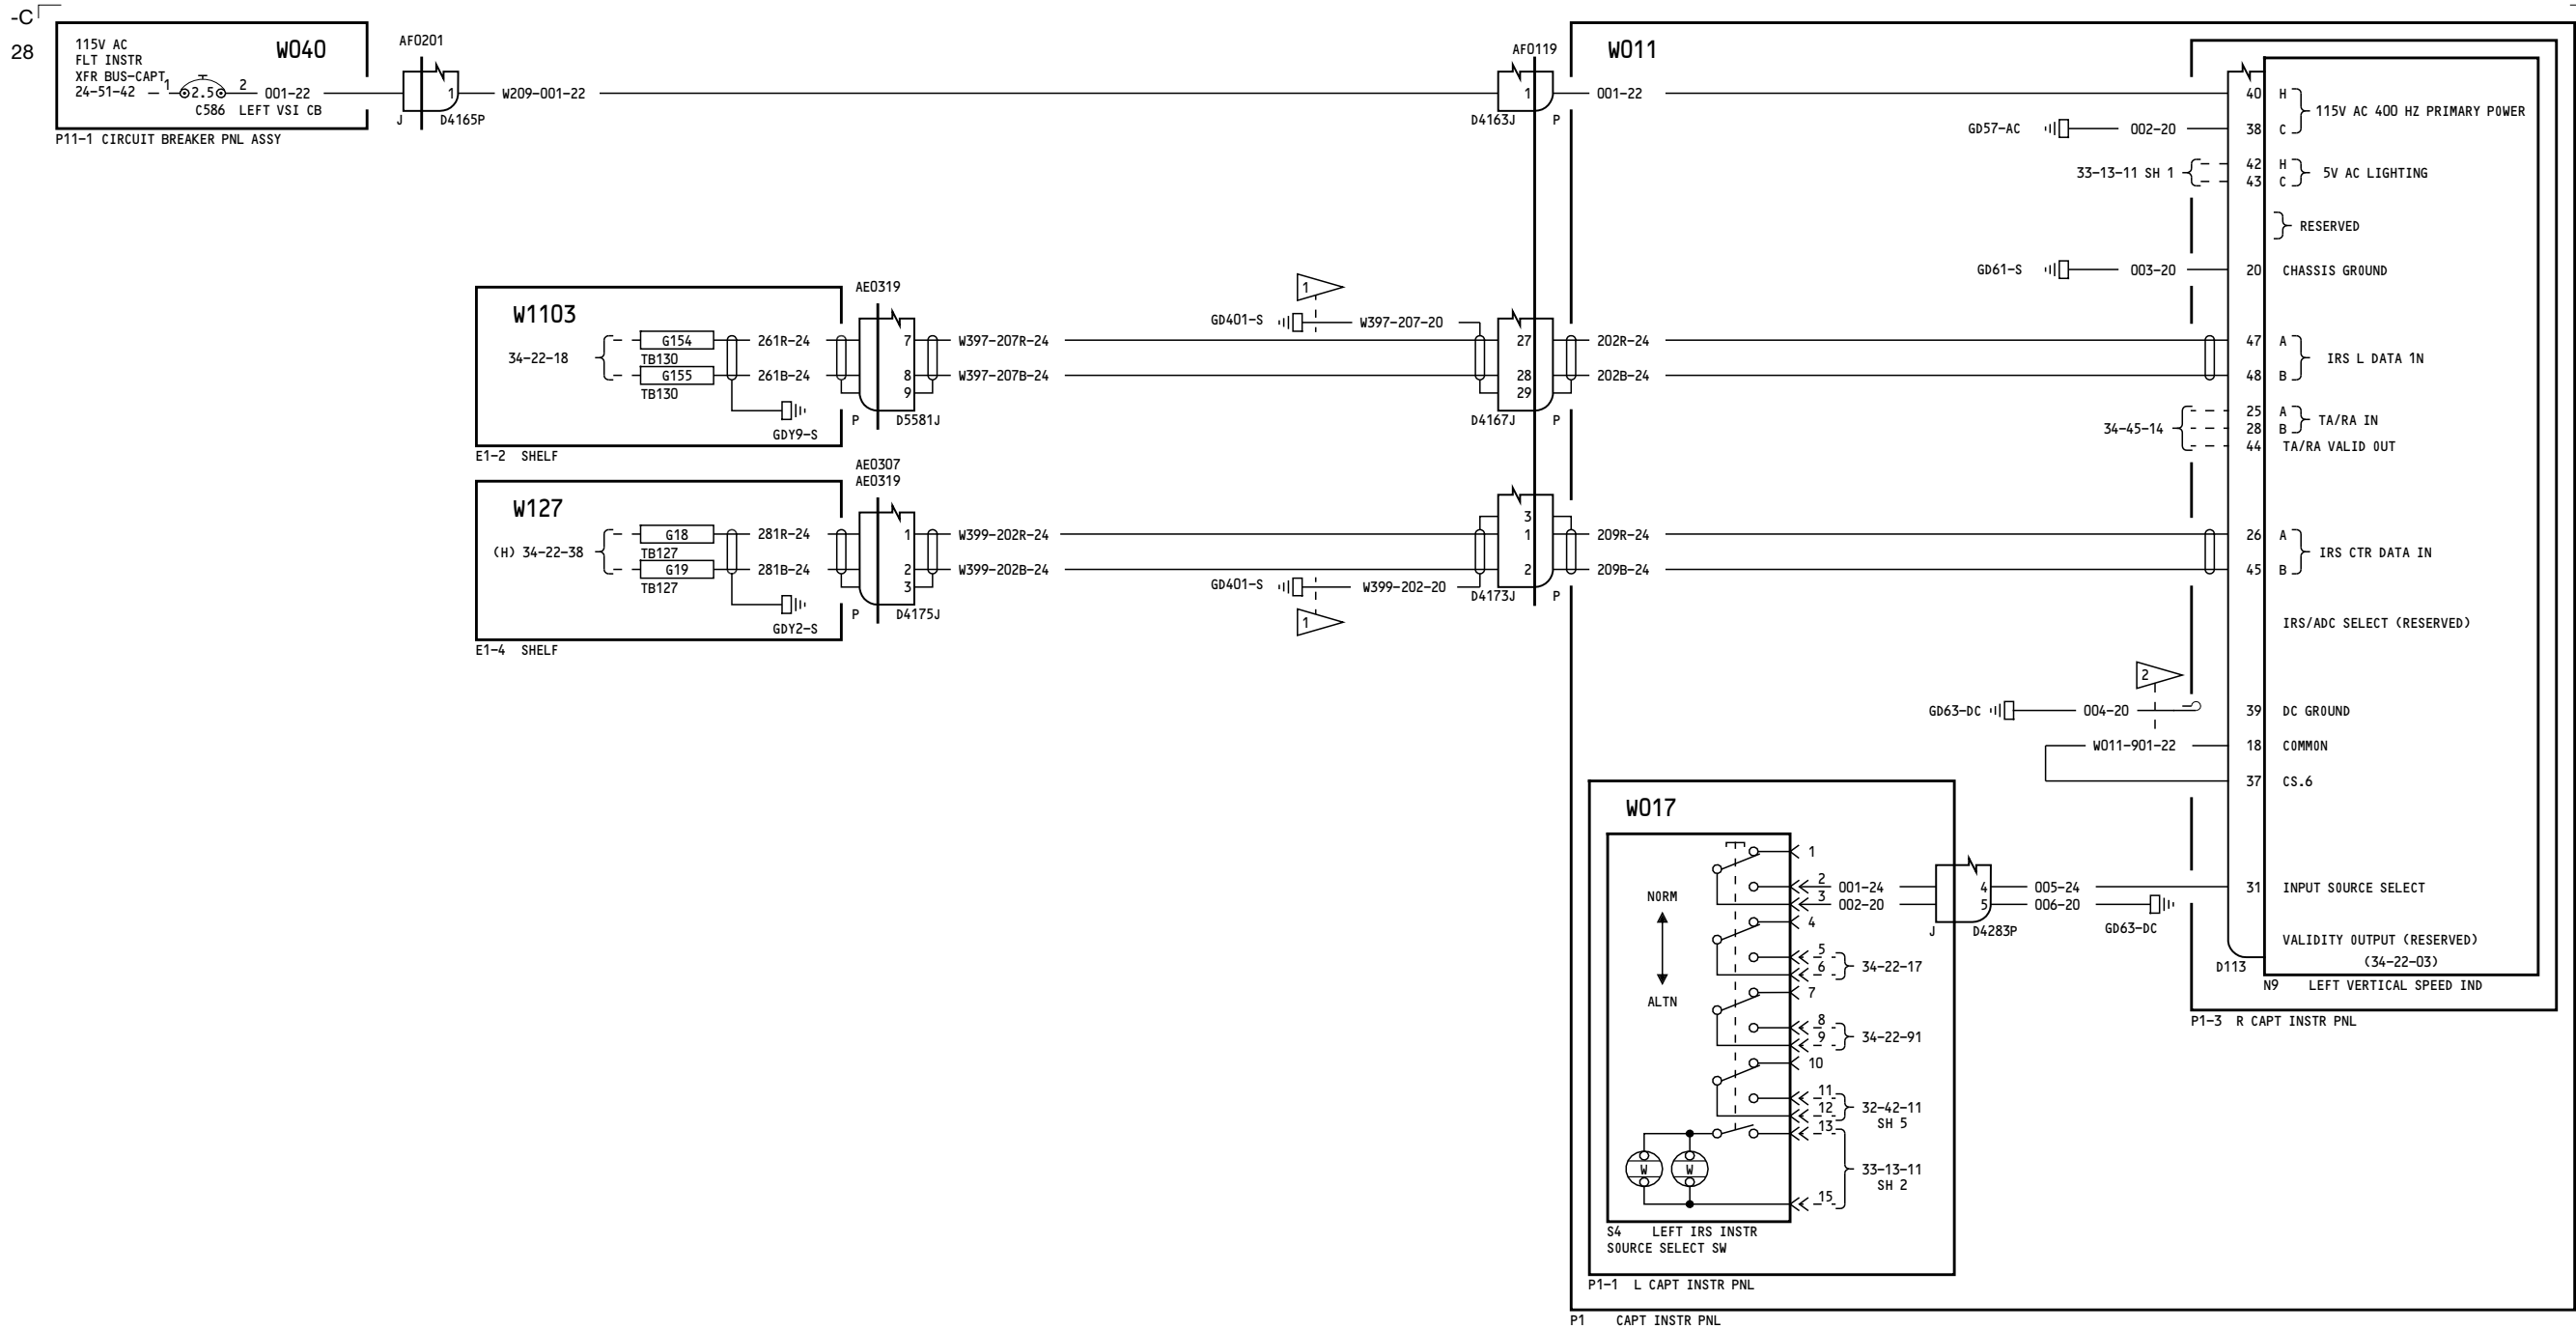 -C
28
115V AC
FLT INSTR
XFR BUS-CAPT
24-51-42
W040
1
2.5
2
001-22
C586 LEFT VSI CB
P11-1 CIRCUIT BREAKER PNL ASSY
AF0201
1
J
D4165P
W209-001-22
AF0119
1
D4163J
P
W011
001-22
GD57-AC
002-20
33-13-11 SH 1
GD61-S
003-20
40 H
38 C
115V AC 400 HZ PRIMARY POWER
42 H
43 C
5V AC LIGHTING
RESERVED
20 CHASSIS GROUND
W1103
34-22-18
G154
TB130
G155
TB130
261R-24
261B-24
GDY9-S
E1-2 SHELF
AE0319
7
8
9
P
D5581J
W397-207R-24
W397-207B-24
1
GD401-S
W397-207-20
27
28
29
D4167J
P
202R-24
202B-24
47 A
48 B
IRS L DATA 1N
34-45-14
25 A
28 B
TA/RA IN
44 TA/RA VALID OUT
W127
(H) 34-22-38
G18
TB127
G19
TB127
281R-24
281B-24
GDY2-S
E1-4 SHELF
AE0307
AE0319
1
2
3
P
D4175J
W399-202R-24
W399-202B-24
GD401-S
W399-202-20
1
3
1
2
D4173J
P
209R-24
209B-24
26 A
45 B
IRS CTR DATA IN
IRS/ADC SELECT (RESERVED)
2
GD63-DC
004-20
39 DC GROUND
W011-901-22
18 COMMON
37 CS.6
W017
NORM
ALTN
1
2
3
4
5
6
7
8
9
10
11
12
13
15
001-24
002-20
34-22-17
34-22-91
32-42-11
SH 5
33-13-11
SH 2
W
W
4
5
J
D4283P
005-24
006-20
GD63-DC
31 INPUT SOURCE SELECT
VALIDITY OUTPUT (RESERVED)
(34-22-03)
D113
N9 LEFT VERTICAL SPEED IND
P1-3 R CAPT INSTR PNL
S4 LEFT IRS INSTR
SOURCE SELECT SW
P1-1 L CAPT INSTR PNL
P1 CAPT INSTR PNL